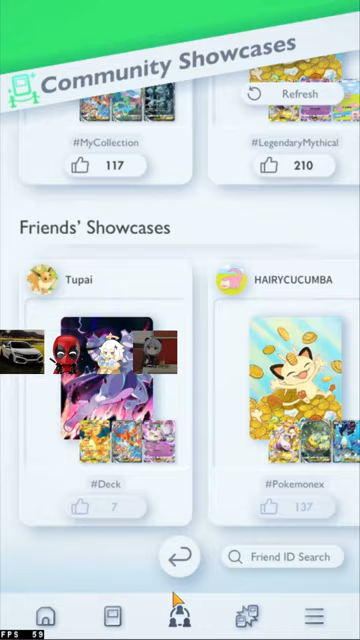 Community Showcases
Refresh
#MyCollection
#LegendaryMythical
117
210
Friends' Showcases
Tupai
HAIRYCUCUMBA
#Deck
#Pokemonex
7
137
Friend ID Search
FPS 59